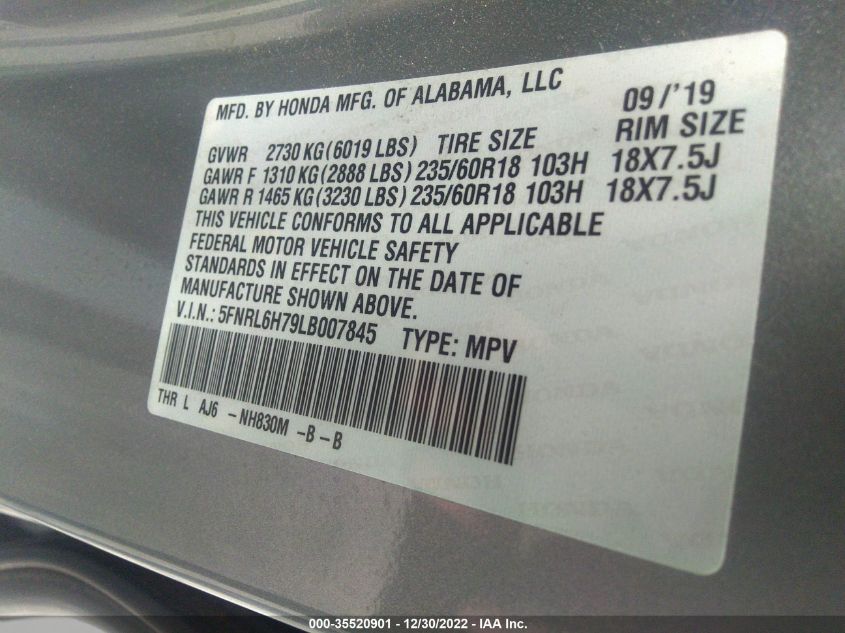 MFD. BY HONDA MFG. OF ALABAMA, LLC 09/'19
GVWR 2730 KG(6019 LBS) TIRE SIZE RIM SIZE
GAWR F 1310 KG(2888 LBS) 235/60R18 103H 18X7.5J
GAWR R 1465 KG(3230 LBS) 235/60R18 103H 18X7.5J
THIS VEHICLE CONFORMS TO ALL APPLICABLE
FEDERAL MOTOR VEHICLE SAFETY
STANDARDS IN EFFECT ON THE DATE OF
MANUFACTURE SHOWN ABOVE.
V.I.N.: 5FNRL6H79LB007845 TYPE: MPV
THR L AJ6 -NH830M -B-B
000-35520901 - 12/30/2022 - IAA Inc.